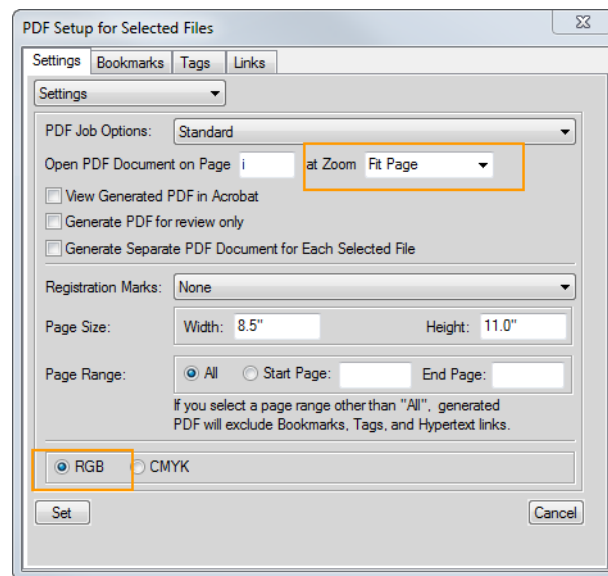 PDF Setup for Selected Files
Settings Bookmarks Tags Links
Settings
PDF Job Options: Standard
Open PDF Document on Page i at Zoom Fit Page
View Generated PDF in Acrobat
Generate PDF for review only
Generate Separate PDF Document for Each Selected File
Registration Marks: None
Page Size: Width: 8.5" Height: 11.0"
Page Range: All Start Page: End Page:
If you select a page range other than "All", generated
PDF will exclude Bookmarks, Tags, and Hypertext links.
RGB CMYK
Set Cancel